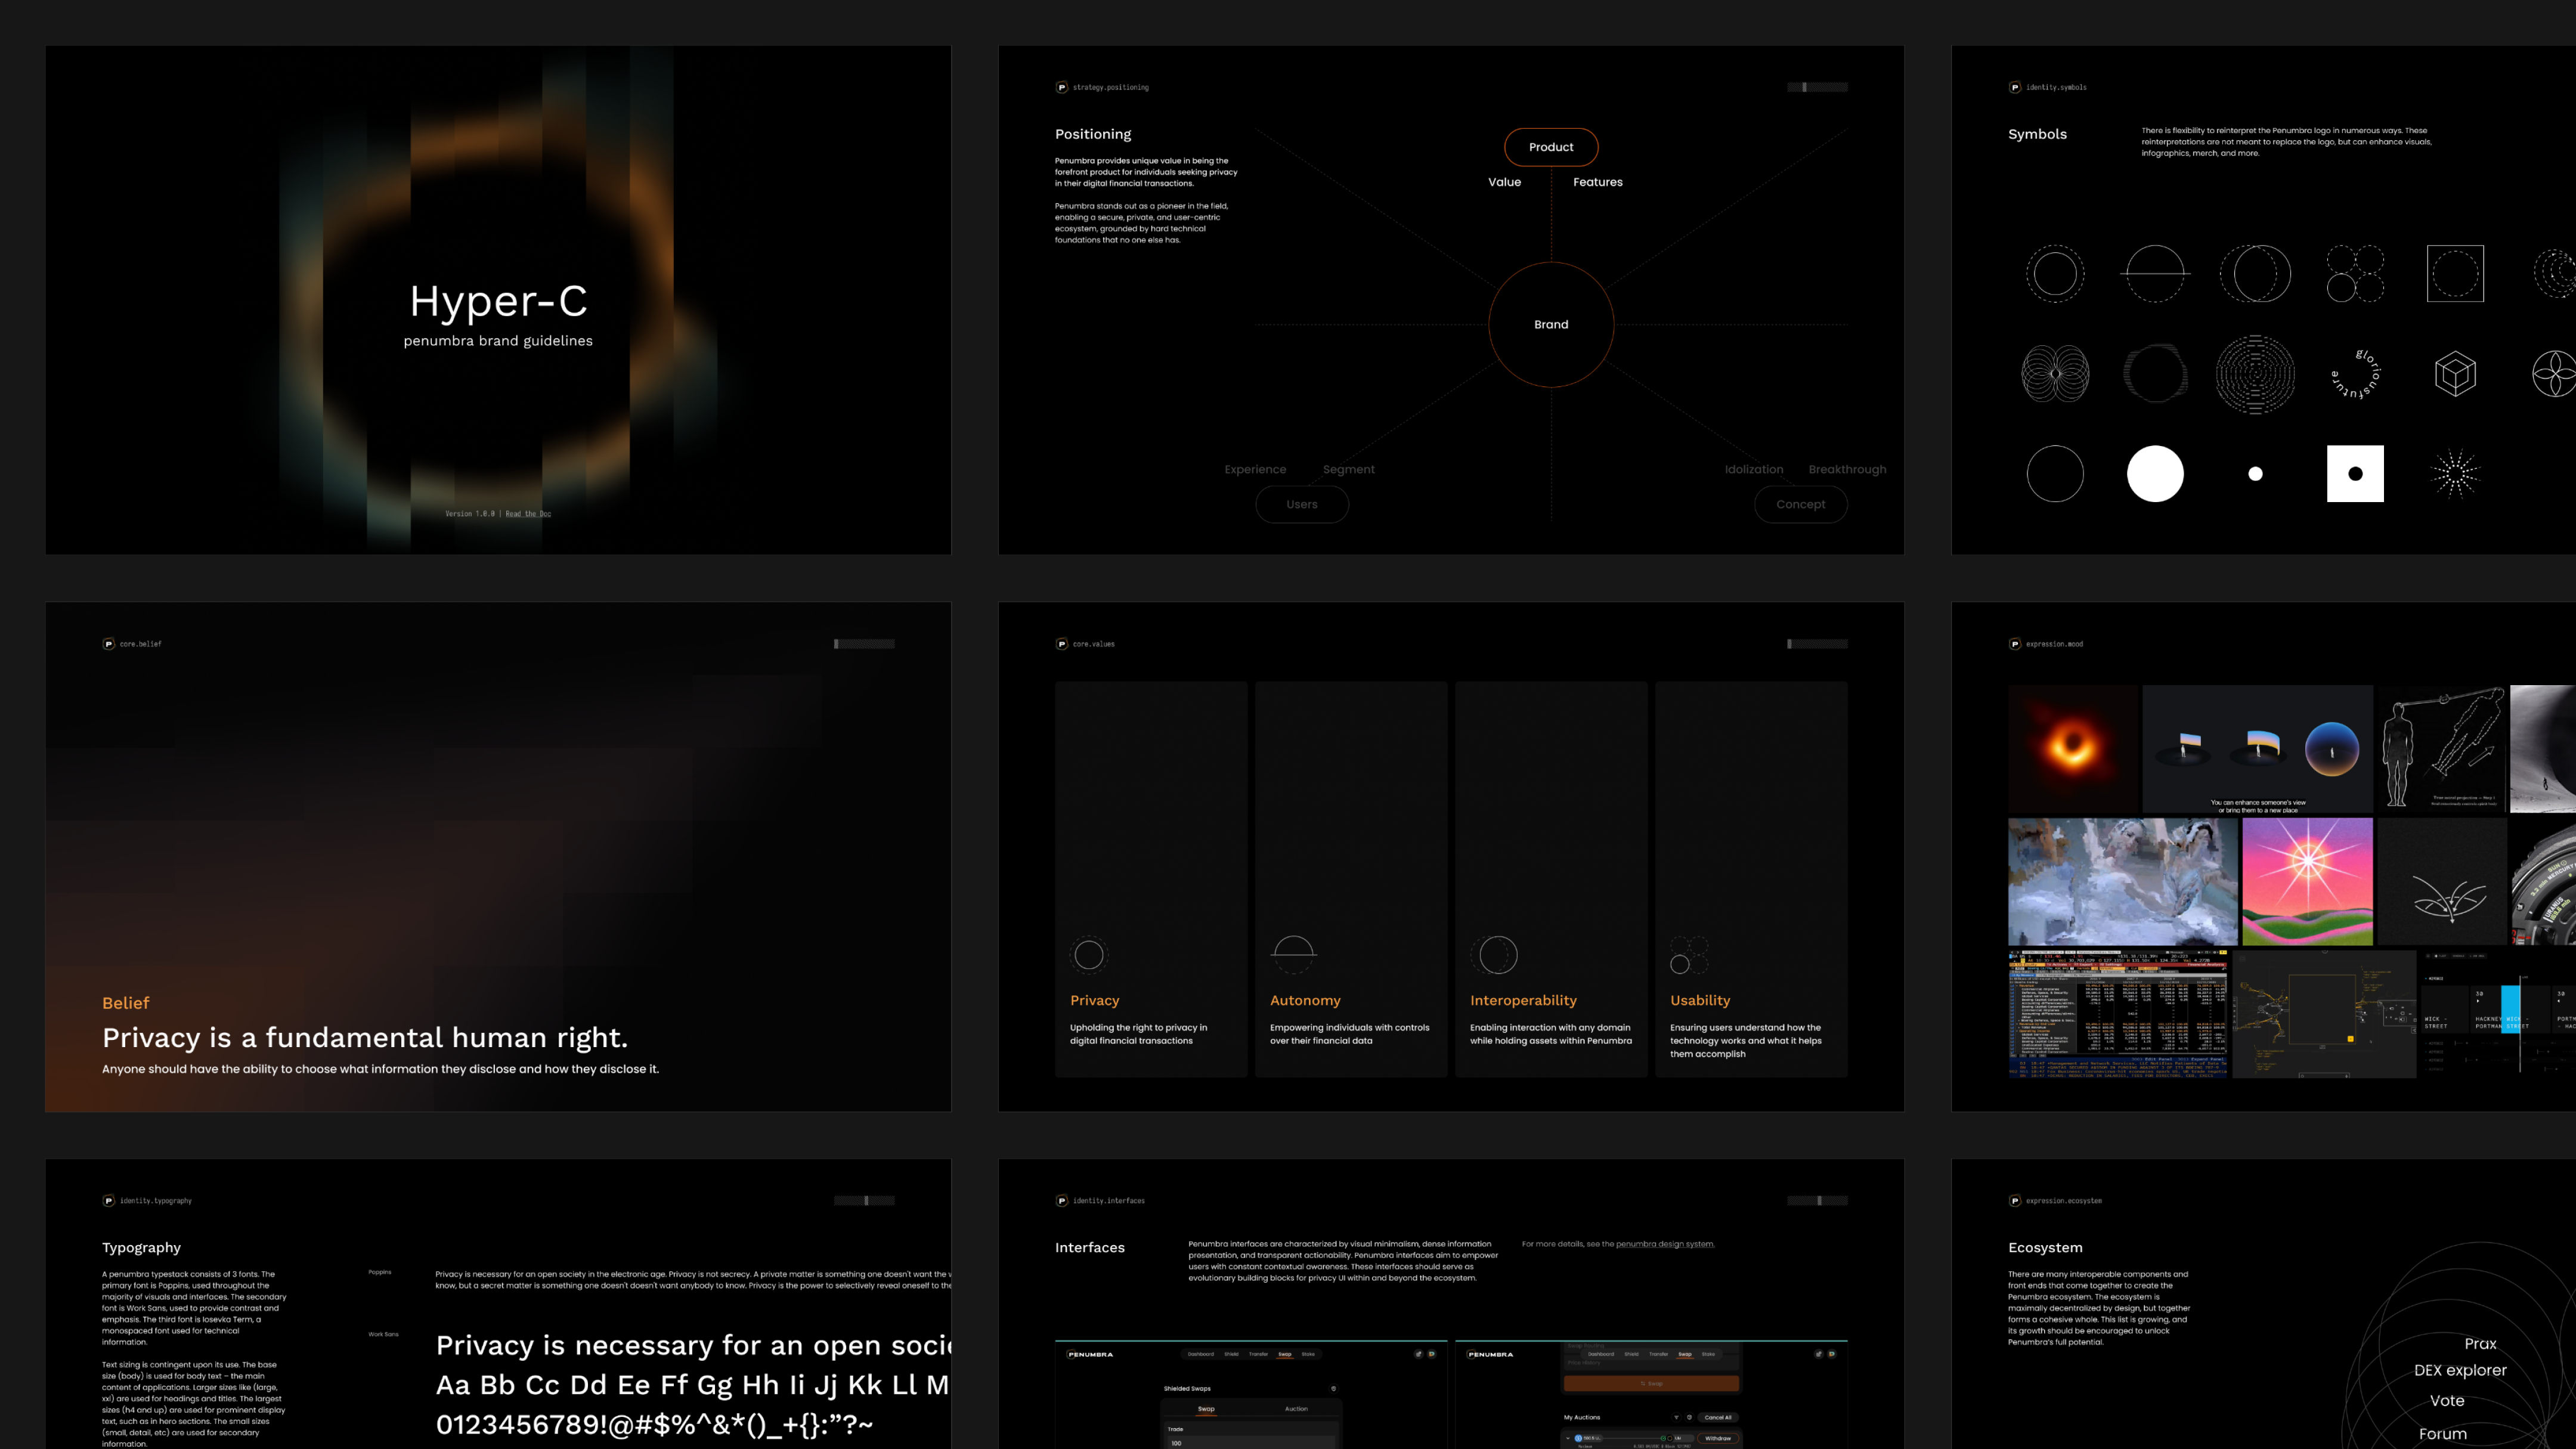 Hyper-C
penumbra brand guidelines
Version 1.0.0 | Read the Doc
strategy.positioning
Positioning
Penumbra provides unique value in being the
forefront product for individuals seeking privacy
in their digital financial transactions.
Penumbra stands out as a pioneer in the field,
enabling a secure, private, and user-centric
ecosystem, grounded by hard technical
foundations that no one else has.
Product
Value
Features
Brand
Experience
Segment
Users
Idolization
Breakthrough
Concept
identity.symbols
Symbols
There is flexibility to reinterpret the Penumbra logo in numerous ways. These
reinterpretations are not meant to replace the logo, but can enhance visuals,
infographics, merch, and more.
gloriousfuture
core.belief
Belief
Privacy is a fundamental human right.
Anyone should have the ability to choose what information they disclose and how they disclose it.
core.values
Privacy
Upholding the right to privacy in
digital financial transactions
Autonomy
Empowering individuals with controls
over their financial data
Interoperability
Enabling interaction with any domain
while holding assets within Penumbra
Usability
Ensuring users understand how the
technology works and what it helps
them accomplish
expression.mood
You can enhance someone's view
or bring them to a new place
URANUS
WICK -
STREET
HACKNEY WICK -
PORTMAN STREET
identity.typography
Typography
A penumbra typestack consists of 3 fonts. The
primary font is Poppins, used throughout the
majority of visuals and interfaces. The secondary
font is Work Sans, used to provide contrast and
emphasis. The third font is Iosevka Term, a
monospaced font used for technical
information.
Text sizing is contingent upon its use. The base
size (body) is used for body text – the main
content of applications. Larger sizes like (large,
xxl) are used for headings and titles. The largest
sizes (h4 and up) are used for prominent display
text, such as in hero sections. The small sizes
(small, detail, etc) are used for secondary
information.
Poppins
Privacy is necessary for an open society in the electronic age. Privacy is not secrecy. A private matter is something one doesn't want the w
know, but a secret matter is something one doesn't doesn't want anybody to know. Privacy is the power to selectively reveal oneself to the
Work Sans
Privacy is necessary for an open socie
Aa Bb Cc Dd Ee Ff Gg Hh Ii Jj Kk Ll M
0123456789!@#$%^&*()_+{}:”?~
identity.interfaces
Interfaces
Penumbra interfaces are characterized by visual minimalism, dense information
presentation, and transparent actionability. Penumbra interfaces aim to empower
users with constant contextual awareness. These interfaces should serve as
evolutionary building blocks for privacy UI within and beyond the ecosystem.
For more details, see the penumbra design system.
PENUMBRA
Dashboard Shield Transfer Swap Stake
Shielded Swaps
Swap
Auction
Trade
100
PENUMBRA
Dashboard Shield Transfer Swap Stake
Swap
My Auctions
Cancel All
Withdraw
expression.ecosystem
Ecosystem
There are many interoperable components and
front ends that come together to create the
Penumbra ecosystem. The ecosystem is
maximally decentralized by design, but together
forms a cohesive whole. This list is growing, and
its growth should be encouraged to unlock
Penumbra's full potential.
Prax
DEX explorer
Vote
Forum